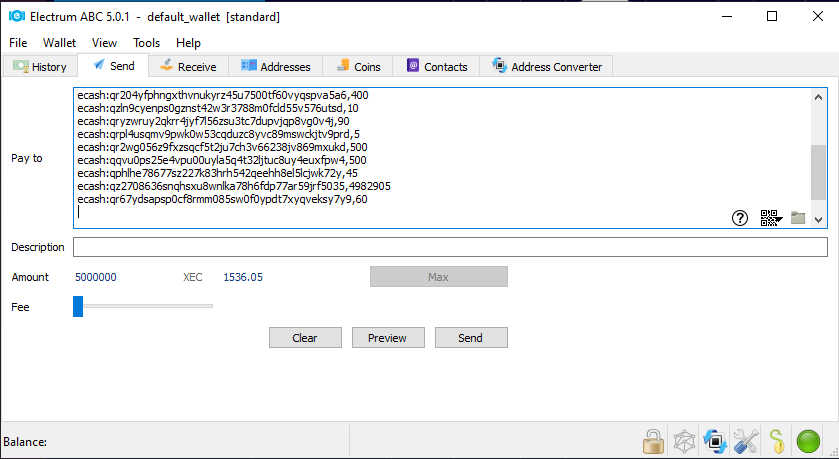 Electrum ABC 5.0.1 - default_wallet [standard]
File Wallet View Tools Help
History Send Receive Addresses Coins Contacts Address Converter
ecash:qr204yfphngxthvnukyrz45u7500tf60vyqspva5a6,400
ecash:qzln9cyenps0gznst42w3r3788m0fcld55v576utsd,10
ecash:qryzwruy2qkrr4jyf7l56zsu3tc7dupvjqp8vg0v4j,90
ecash:qrpl4usqmv9pwk0w53cqduzc8yvc89mswckjtv9prd,5
ecash:qr2wg056z9fxzsqcf5t2ju7ch3v66238jv869mxukd,500
Pay to
ecash:qqvu0ps25e4vpu00uyla5q4t32ljtuc8uy4euxfpw4,500
ecash:qphlhe78677sz227k83hrh542qeehh8el5lcjwk72y,45
ecash:qz2708636snqhsxu8wnlka78h6fdp77ar59jrf5035,4982905
ecash:qr67ydsapsp0cf8rmm085sw0f0ypdt7xyqveksy7y9,60
Description
Amount 5000000 XEC 1536.05 Max
Fee
Clear Preview Send
Balance: